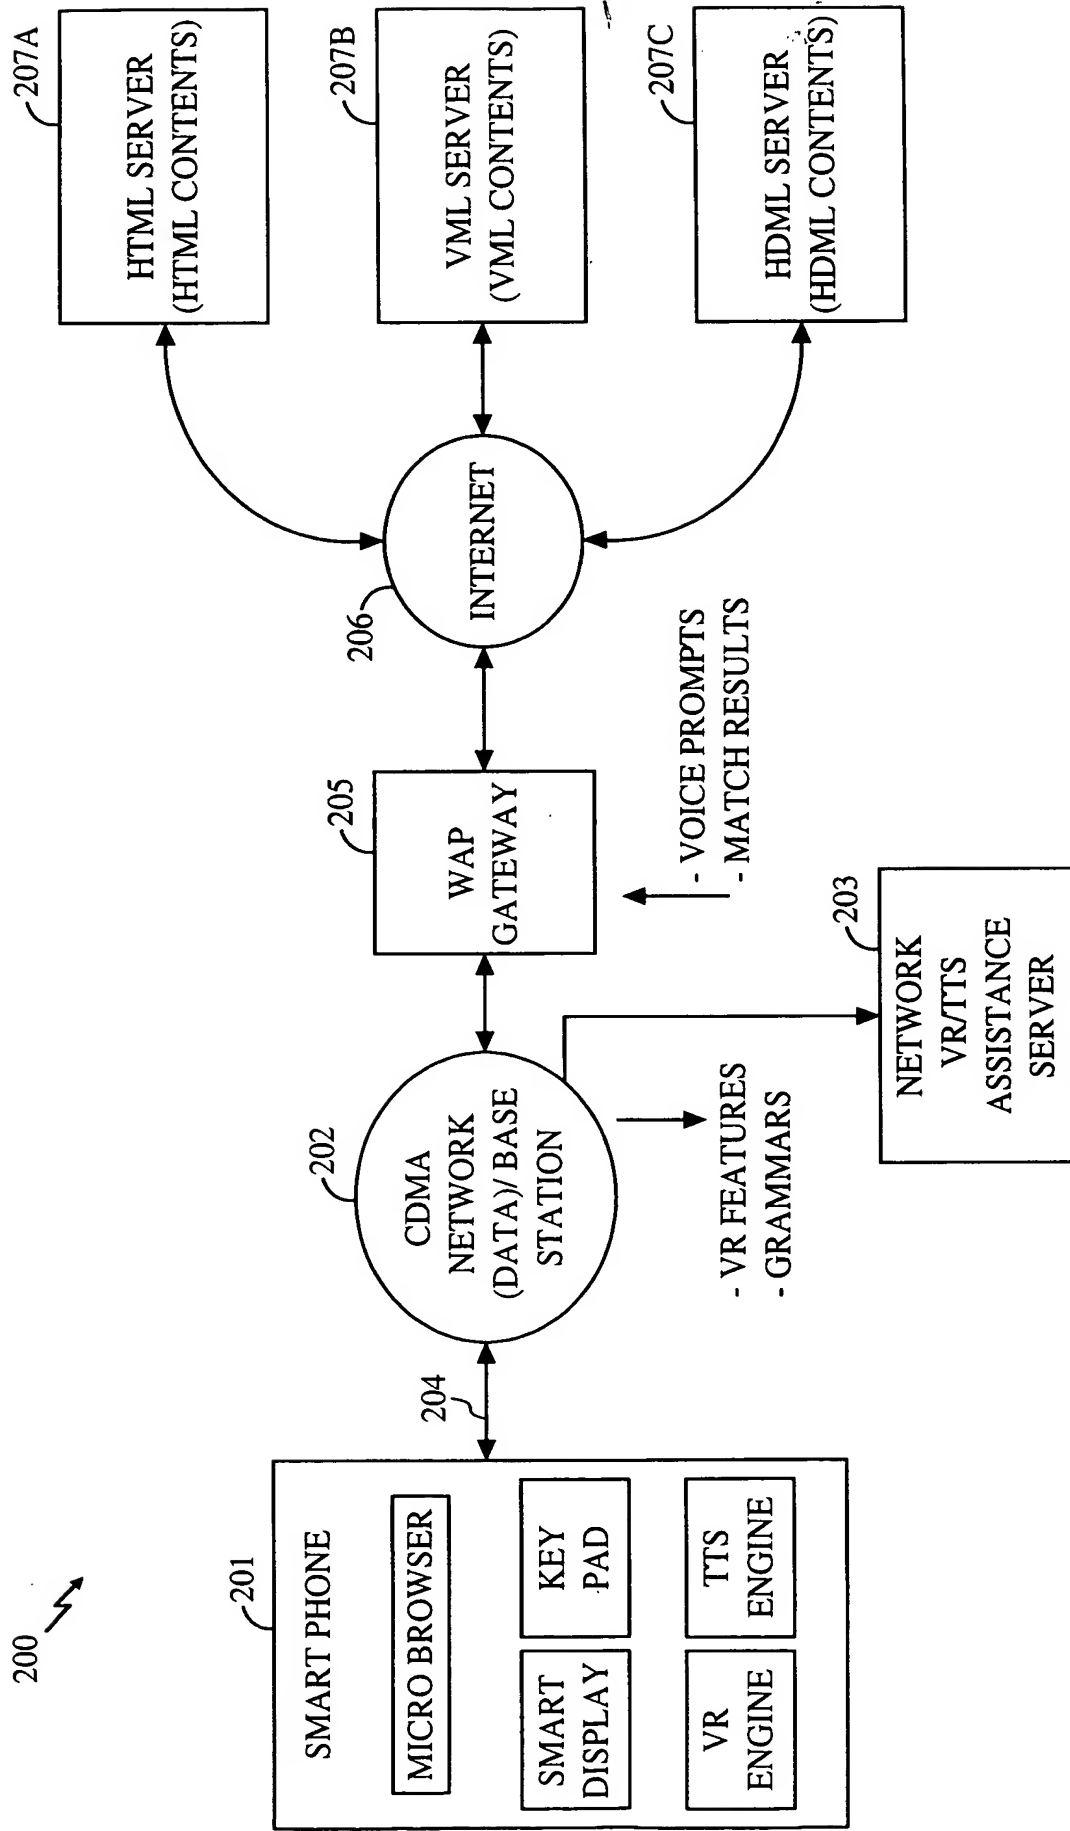 200
201
SMART PHONE
MICRO BROWSER
SMART
DISPLAY
KEY
PAD
VR
ENGINE
TTS
ENGINE
204
202
CDMA
NETWORK
(DATA)/ BASE
STATION
- VR FEATURES
- GRAMMARS
203
NETWORK
VR/TTS
ASSISTANCE
SERVER
205
WAP
GATEWAY
- VOICE PROMPTS
- MATCH RESULTS
206
INTERNET
207A
HTML SERVER
(HTML CONTENTS)
207B
VML SERVER
(VML CONTENTS)
207C
HDML SERVER
(HDML CONTENTS)